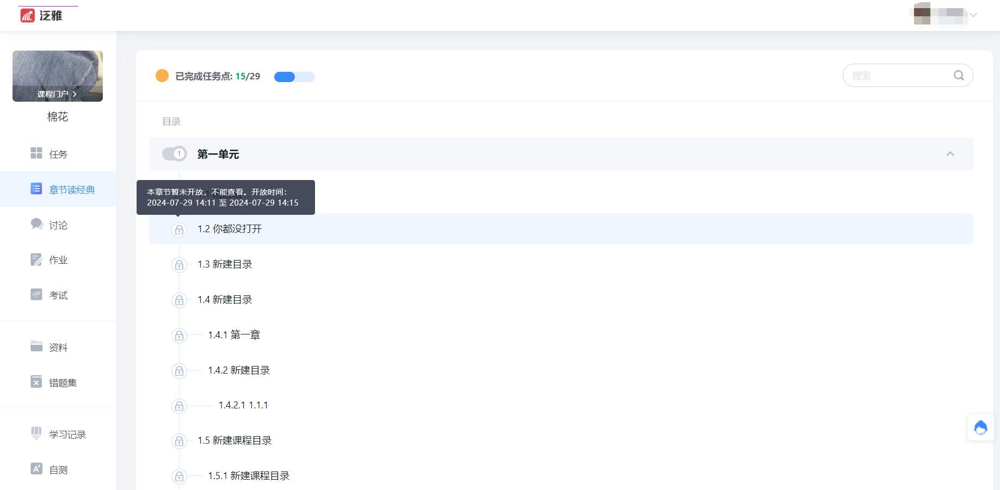 泛雅
课程门户
棉花
任务
章节读经典
讨论
作业
考试
资料
错题集
学习记录
自测
已完成任务点: 15/29
搜索
目录
1 第一单元
本章节暂未开放，不能查看。开放时间：
2024-07-29 14:11 至 2024-07-29 14:15
1.2 你都没打开
1.3 新建目录
1.4 新建目录
1.4.1 第一章
1.4.2 新建目录
1.4.2.1 1.1.1
1.5 新建课程目录
1.5.1 新建课程目录